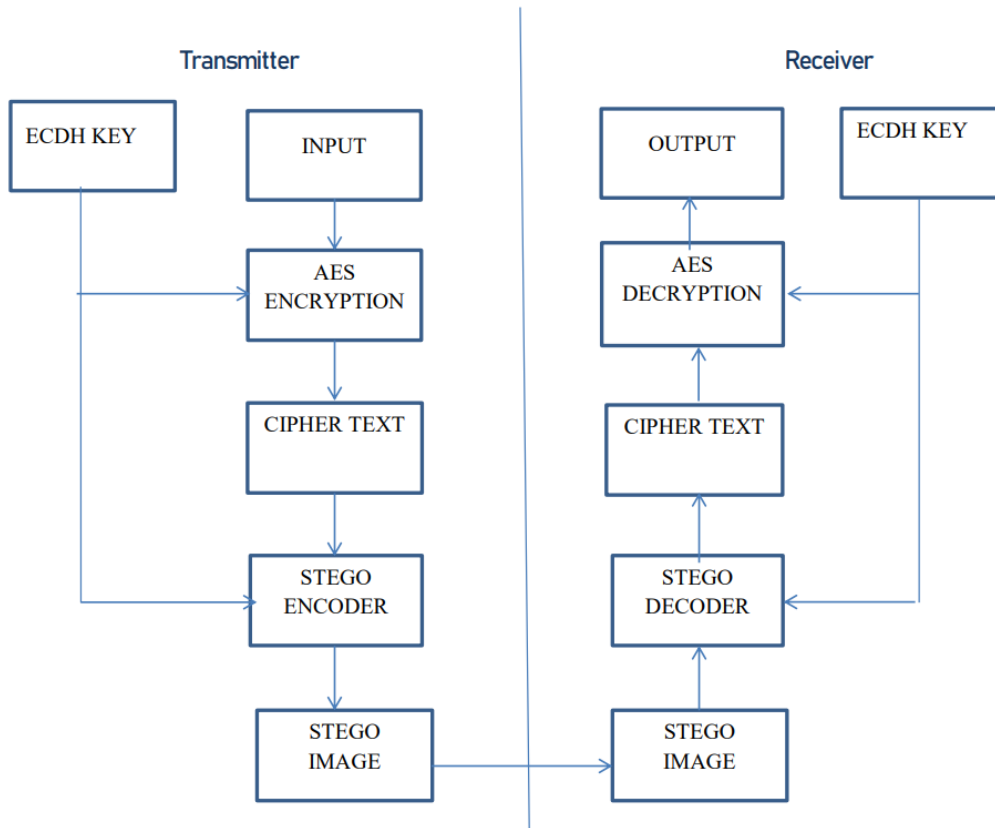 Transmitter
ECDH KEY
INPUT
AES
ENCRYPTION
CIPHER TEXT
STEGO
ENCODER
STEGO
IMAGE
Receiver
OUTPUT
ECDH KEY
AES
DECRYPTION
CIPHER TEXT
STEGO
DECODER
STEGO
IMAGE